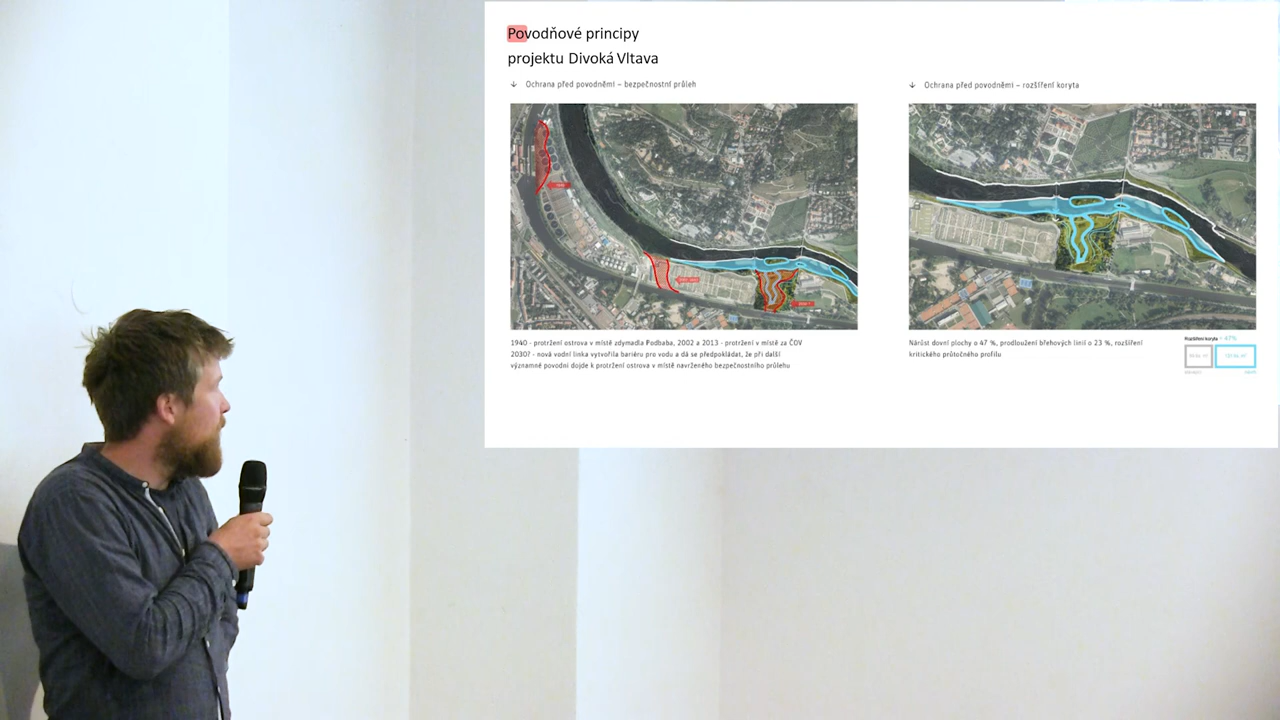 Povodňové principy
projektu Divoká Vltava
↓ Ochrana před povodněmi – bezpečnostní průleh
↓ Ochrana před povodněmi – rozšíření koryta
1940 - protržení ostrova v místě zdymadla Podbaba, 2002 a 2013 - protržení v místě za ČOV
2030? - nová vodní linka vytvořila bariéru pro vodu a dá se předpokládat, že při další
významné povodni dojde k protržení ostrova v místě navrženého bezpečnostního průlehu
Nárůst dovní plochy o 47 %, prodloužení břehových linií o 23 %, rozšíření
kritického průtočného profilu
Rozšíření koryta + 47%